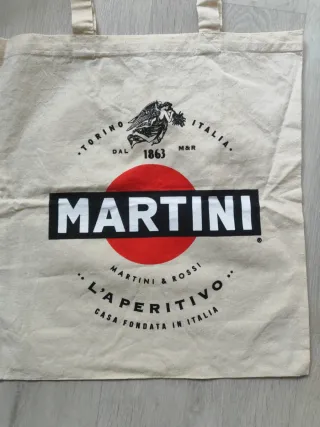 · TORINO ITALIA ·
DAL M&R
1863
MARTINI
®
MARTINI & ROSSI
·· L'APERITIVO ··
CASA FONDATA IN ITALIA